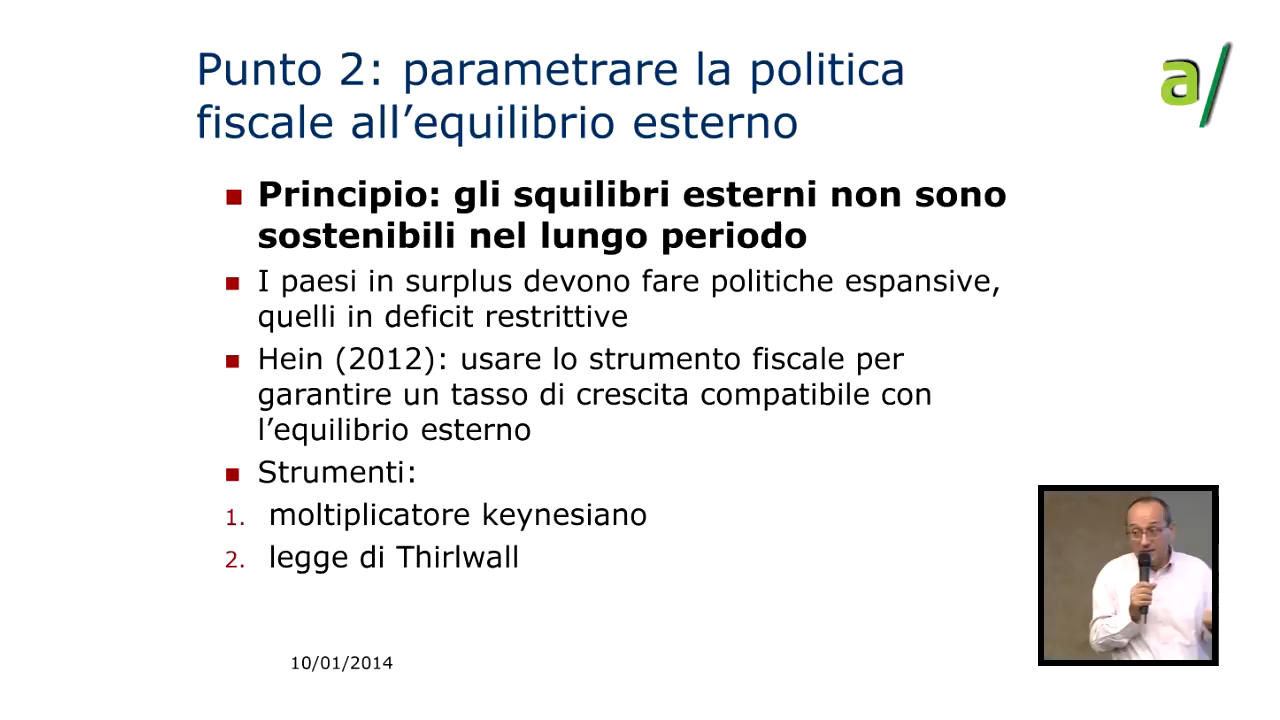 Punto 2: parametrare la politica
fiscale all’equilibrio esterno
a/
Principio: gli squilibri esterni non sono
sostenibili nel lungo periodo
I paesi in surplus devono fare politiche espansive,
quelli in deficit restrittive
Hein (2012): usare lo strumento fiscale per
garantire un tasso di crescita compatibile con
l’equilibrio esterno
Strumenti:
1. moltiplicatore keynesiano
2. legge di Thirlwall
10/01/2014